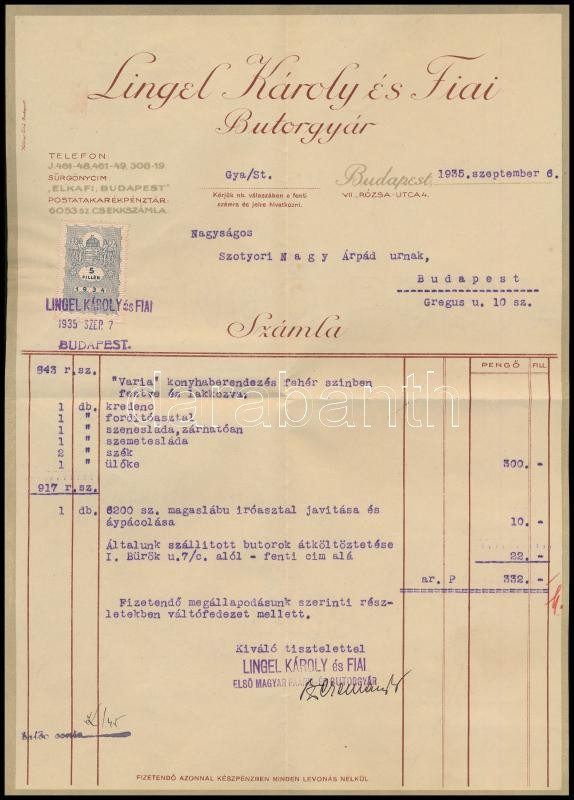 Lingel Károly és Fiai
Butorgyár
TELEFON:
J.461-48,461-49, 308-19.
SÜRGÖNYCIM:
"ELKAFI, BUDAPEST"
POSTATAKARÉKPÉNZTÁR:
6053 SZ. CSEKKSZÁMLA.
Gya/St.
Kérjük nb. válaszában a fenti
számra és jelre hivatkozni.
Budapest, 1935.szeptember 6.
VII., RÓZSA-UTCA 4.
Nagyságos
Szotyori Nagy Árpád urnak,
Budapest
Gregus u. 10 sz.
5
FILLÉR
1934
LINGEL KÁROLY és FIAI
1935 SZEP. 7
BUDAPEST.
Számla
PENGŐ FILL
843 r.sz.
"Varia" konyhaberendezés fehér szinben
festve és lakkozva:
1 db. kredenc
1 " forditóasztal
1 " szenesláda,zárhatóan
1 " szemetesláda
2 " szék
1 " ülőke 300.-
917 r.sz.
1 db. 6200 sz. magaslábu iróasztal javitása és
áypácolása 10.-
Általunk szállitott butorok átköltöztetése
I. Bürök u.7/c. alól - fenti cim alá 22.-
ar. P 332.-
Fizetendő megállapodásunk szerinti rész-
letekben váltófedezet mellett.
Kiváló tisztelettel
LINGEL KÁROLY és FIAI
ELSŐ MAGYAR ÉS BUTORGYÁR
FIZETENDŐ AZONNAL KÉSZPÉNZBEN MINDEN LEVONÁS NÉLKÜL.
darabanth